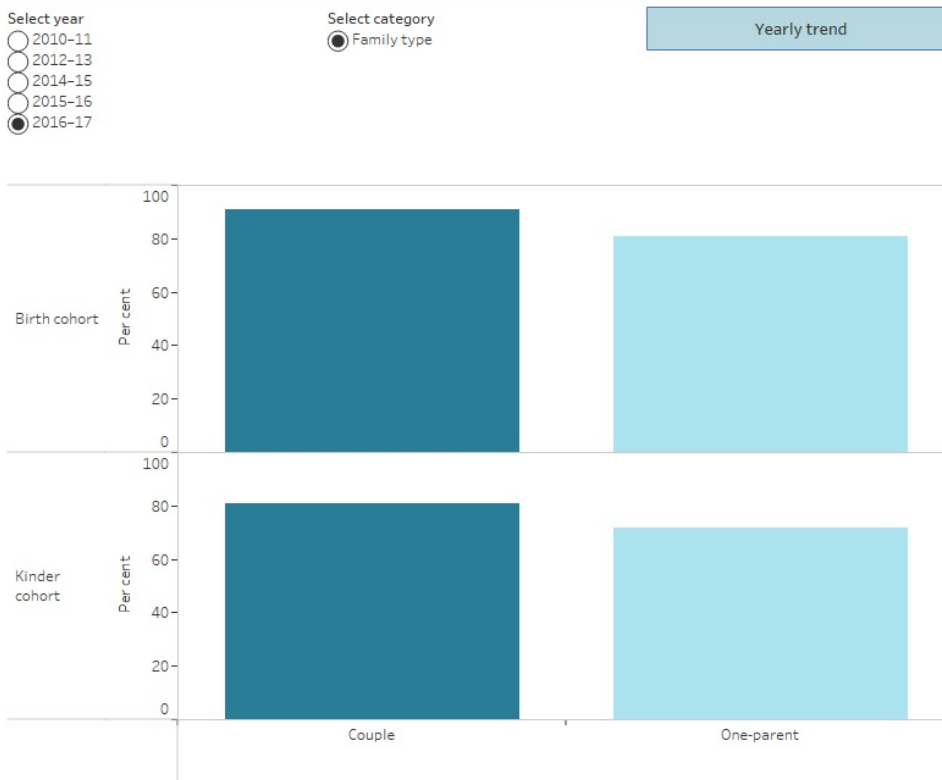 Select year
2010–11
2012–13
2014–15
2015–16
2016–17
Select category
Family type
Yearly trend
Birth cohort
Per cent
100
80
60
40
20
0
Kinder
cohort
Per cent
100
80
60
40
20
0
Couple
One-parent